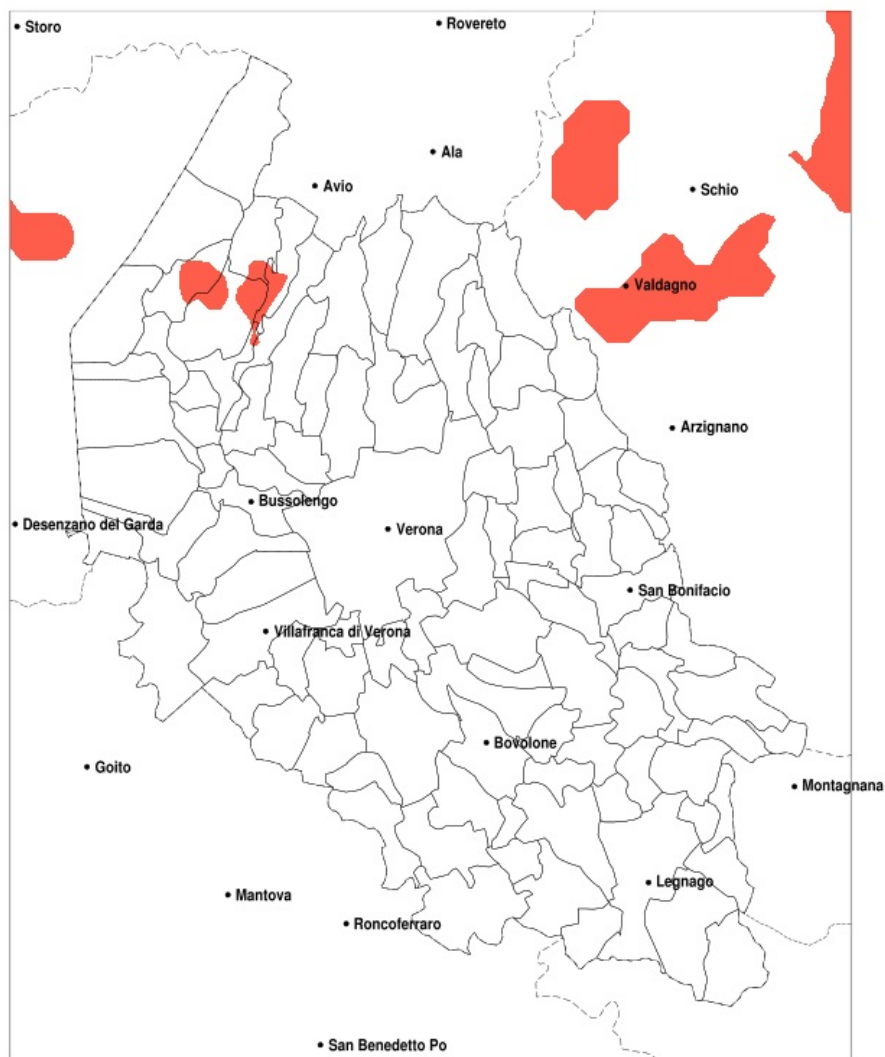 Storo
Rovereto
Ala
Avio
Schio
Valdagno
Arzignano
Bussolengo
Desenzano del Garda
Verona
San Bonifacio
Villafranca di Verona
Bovolone
Goito
Montagnana
Legnago
Mantova
Roncoferraro
San Benedetto Po